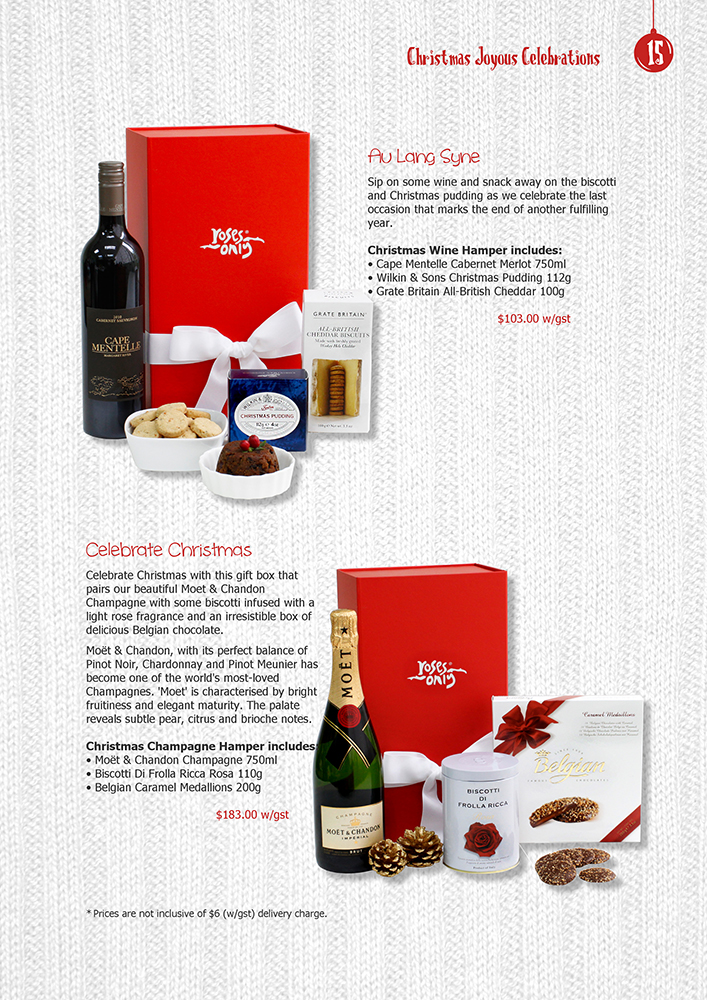 Christmas Joyous Celebrations
15
Au Lang Syne
Sip on some wine and snack away on the biscotti
and Christmas pudding as we celebrate the last
occasion that marks the end of another fulfilling
year.
Christmas Wine Hamper includes:
• Cape Mentelle Cabernet Merlot 750ml
• Wilkin & Sons Christmas Pudding 112g
• Grate Britain All-British Cheddar 100g
$103.00 w/gst
roses
only
CABERNET SAUVIGNON
CAPE
MENTELLE
MARGARET RIVER
GRATE BRITAIN
ALL-BRITISH
CHEDDAR BISCUITS
WILKIN & SONS
CHRISTMAS PUDDING
112g e 4oz
Celebrate Christmas
Celebrate Christmas with this gift box that
pairs our beautiful Moet & Chandon
Champagne with some biscotti infused with a
light rose fragrance and an irresistible box of
delicious Belgian chocolate.
Moët & Chandon, with its perfect balance of
Pinot Noir, Chardonnay and Pinot Meunier has
become one of the world's most-loved
Champagnes. 'Moet' is characterised by bright
fruitiness and elegant maturity. The palate
reveals subtle pear, citrus and brioche notes.
Christmas Champagne Hamper includes:
• Moët & Chandon Champagne 750ml
• Biscotti Di Frolla Ricca Rosa 110g
• Belgian Caramel Medallions 200g
$183.00 w/gst
roses
only
MOËT
CHAMPAGNE
MOËT & CHANDON
IMPERIAL
BRUT
BISCOTTI
DI
FROLLA RICCA
Caramel Medallions
Belgian
* Prices are not inclusive of $6 (w/gst) delivery charge.